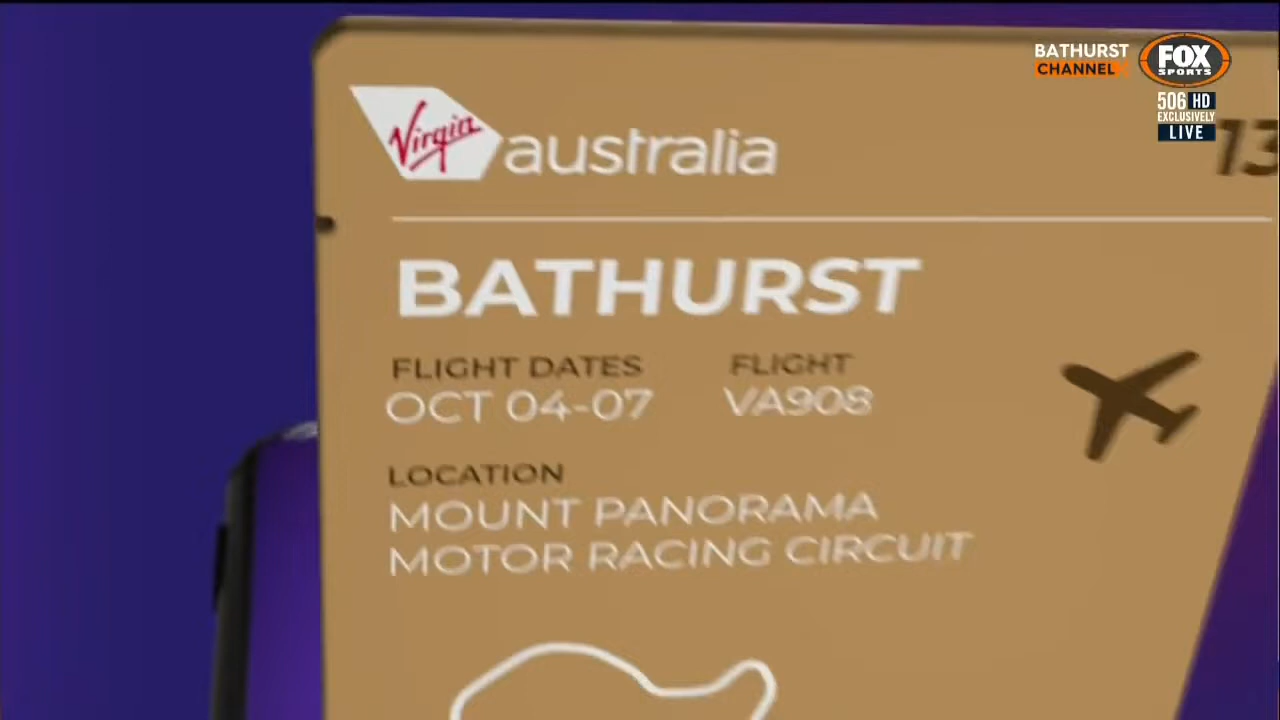 BATHURST
CHANNEL
FOX
SPORTS
506 HD
EXCLUSIVELY
LIVE
13
Virgin australia
BATHURST
FLIGHT DATES FLIGHT
OCT 04-07 VA908
LOCATION
MOUNT PANORAMA
MOTOR RACING CIRCUIT